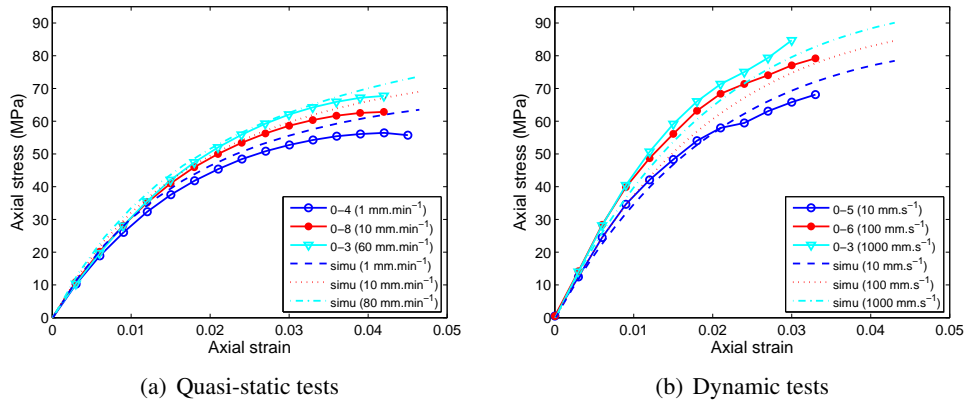 90
80
70
60
50
40
30
20
10
0
Axial stress (MPa)
0−4 (1 mm.min⁻¹)
0−8 (10 mm.min⁻¹)
0−3 (60 mm.min⁻¹)
simu (1 mm.min⁻¹)
simu (10 mm.min⁻¹)
simu (80 mm.min⁻¹)
0 0.01 0.02 0.03 0.04 0.05
Axial strain
(a) Quasi-static tests
90
80
70
60
50
40
30
20
10
0
Axial stress (MPa)
0−5 (10 mm.s⁻¹)
0−6 (100 mm.s⁻¹)
0−3 (1000 mm.s⁻¹)
simu (10 mm.s⁻¹)
simu (100 mm.s⁻¹)
simu (1000 mm.s⁻¹)
0 0.01 0.02 0.03 0.04 0.05
Axial strain
(b) Dynamic tests